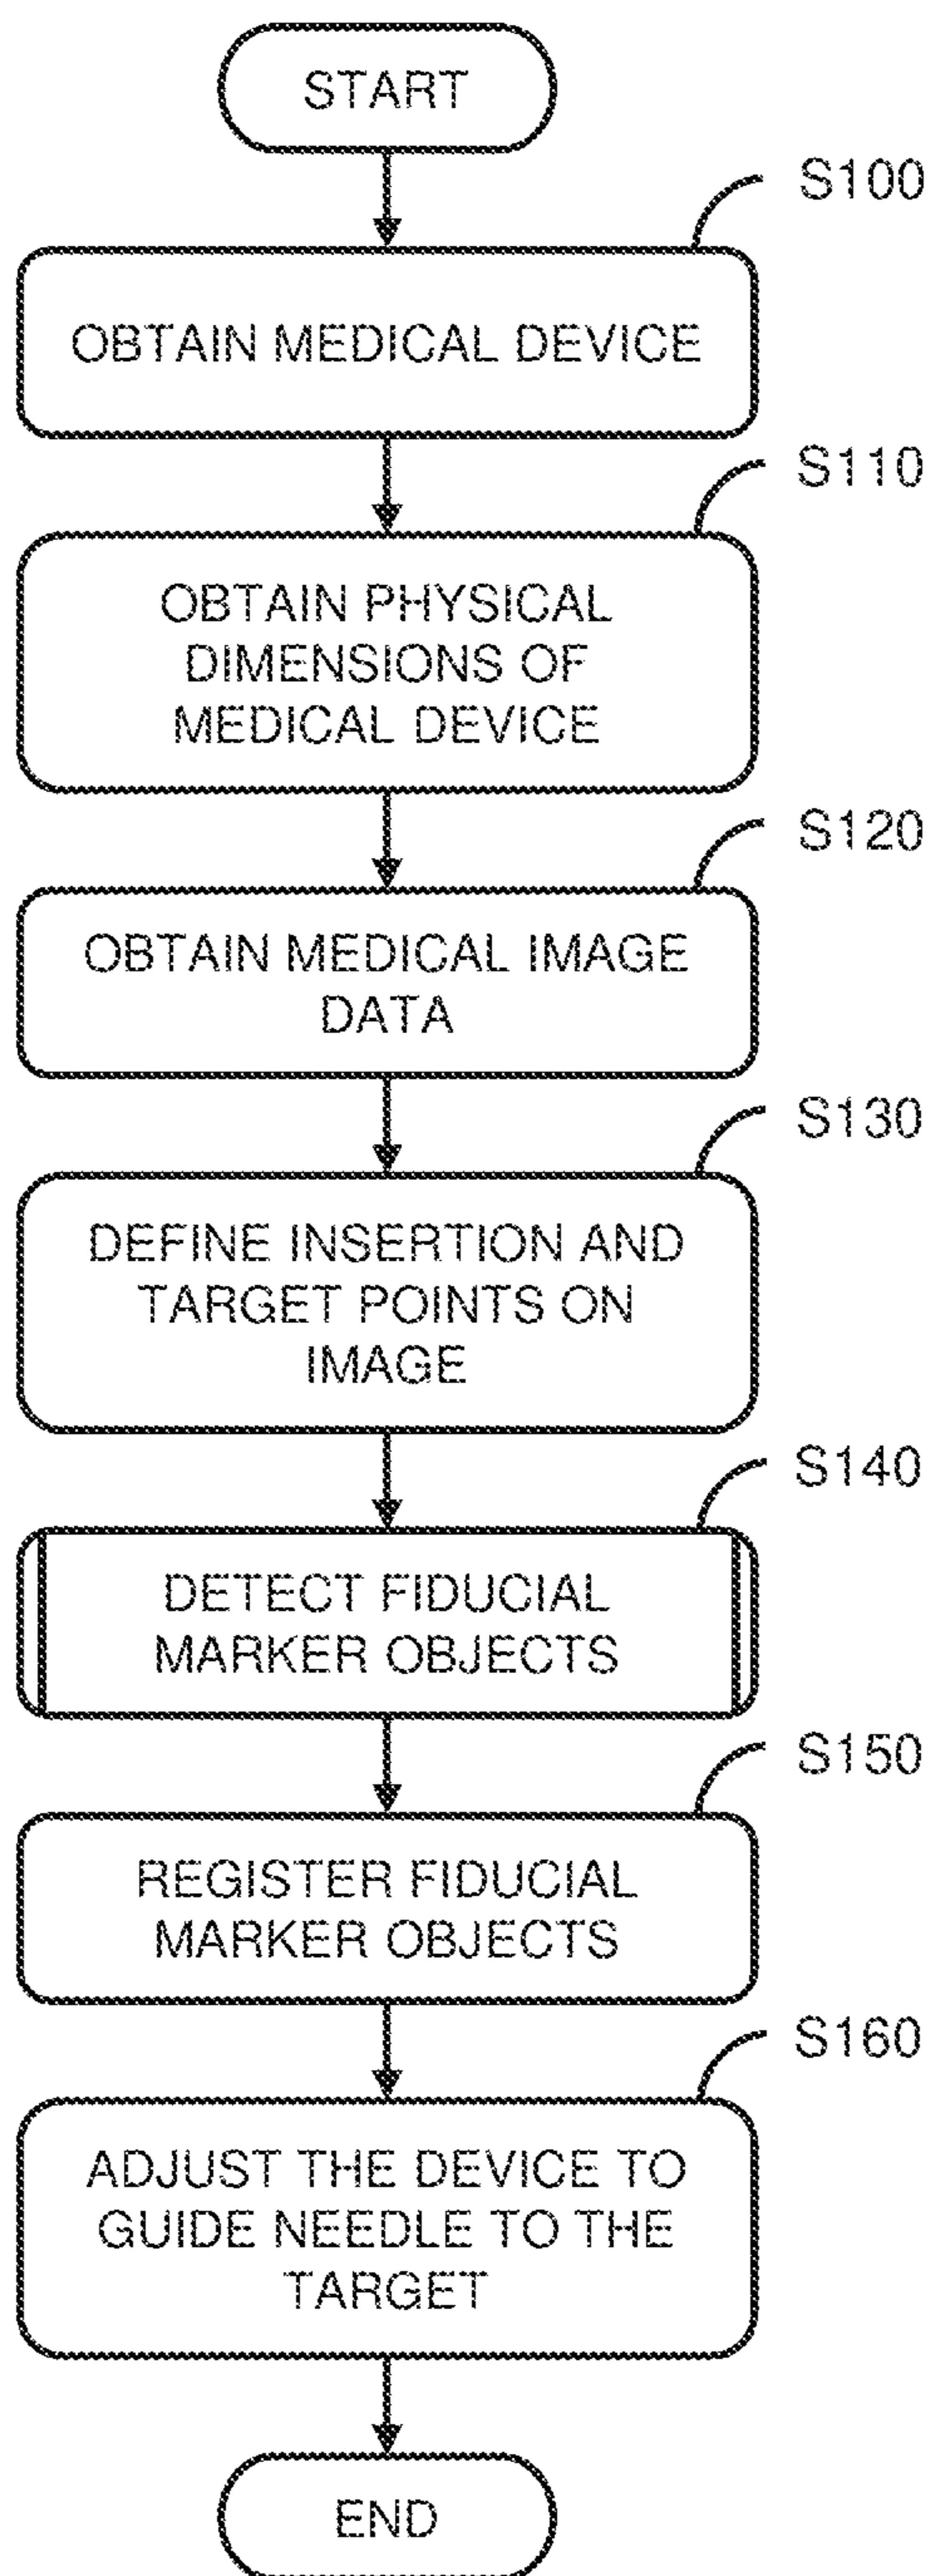 START
S100
OBTAIN MEDICAL DEVICE
S110
OBTAIN PHYSICAL
DIMENSIONS OF
MEDICAL DEVICE
S120
OBTAIN MEDICAL IMAGE
DATA
S130
DEFINE INSERTION AND
TARGET POINTS ON
IMAGE
S140
DETECT FIDUCIAL
MARKER OBJECTS
S150
REGISTER FIDUCIAL
MARKER OBJECTS
S160
ADJUST THE DEVICE TO
GUIDE NEEDLE TO THE
TARGET
END